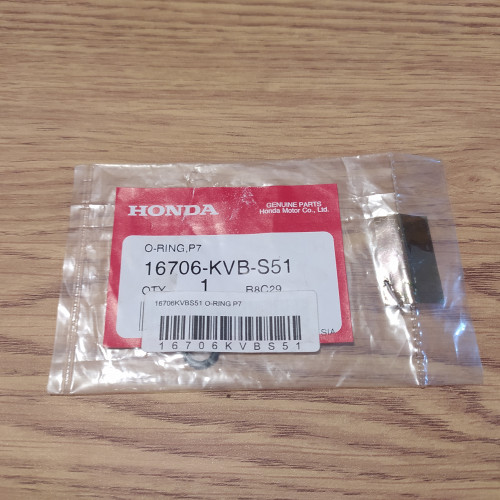 HONDA
GENUINE PARTS
Honda Motor Co., Ltd.
O-RING,P7
16706-KVB-S51
QTY 1 B8C29
16706KVBS51 O-RING P7
16706KVBS51